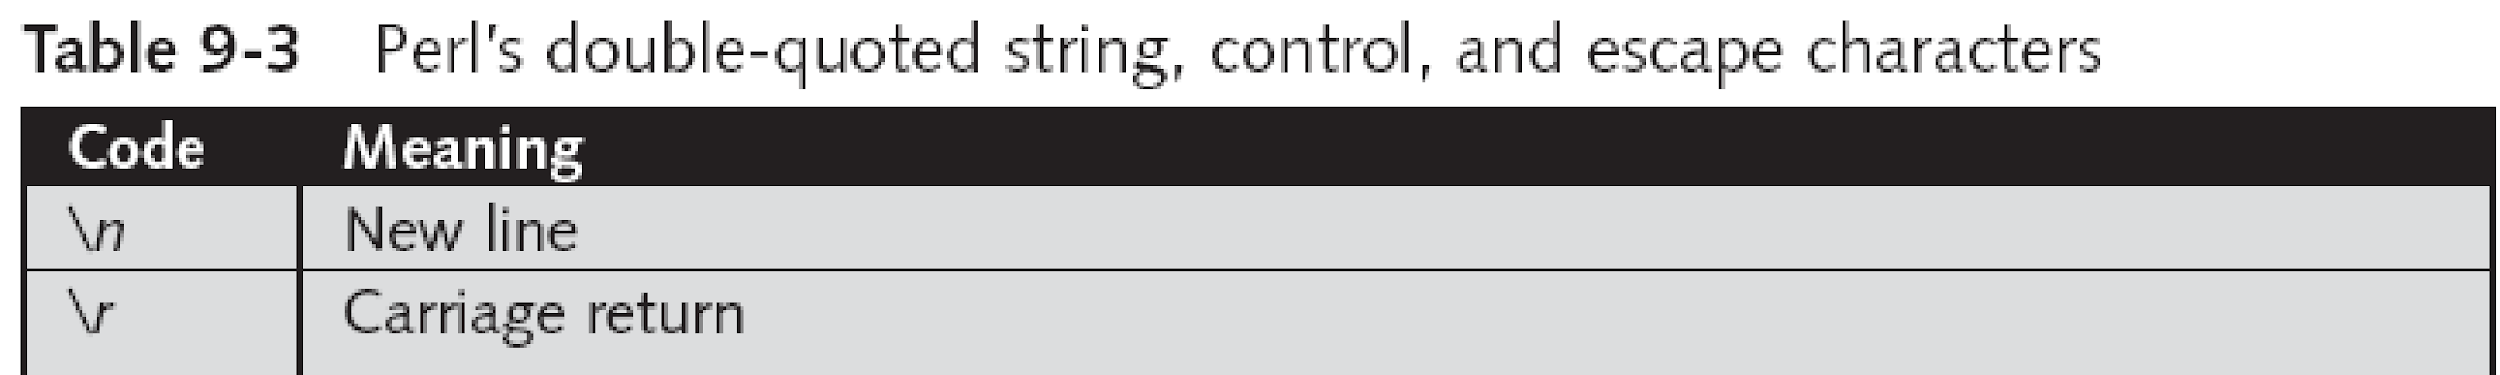 Table 9-3 Perl's double-quoted string, control, and escape characters
Code Meaning
\n New line
\r Carriage return